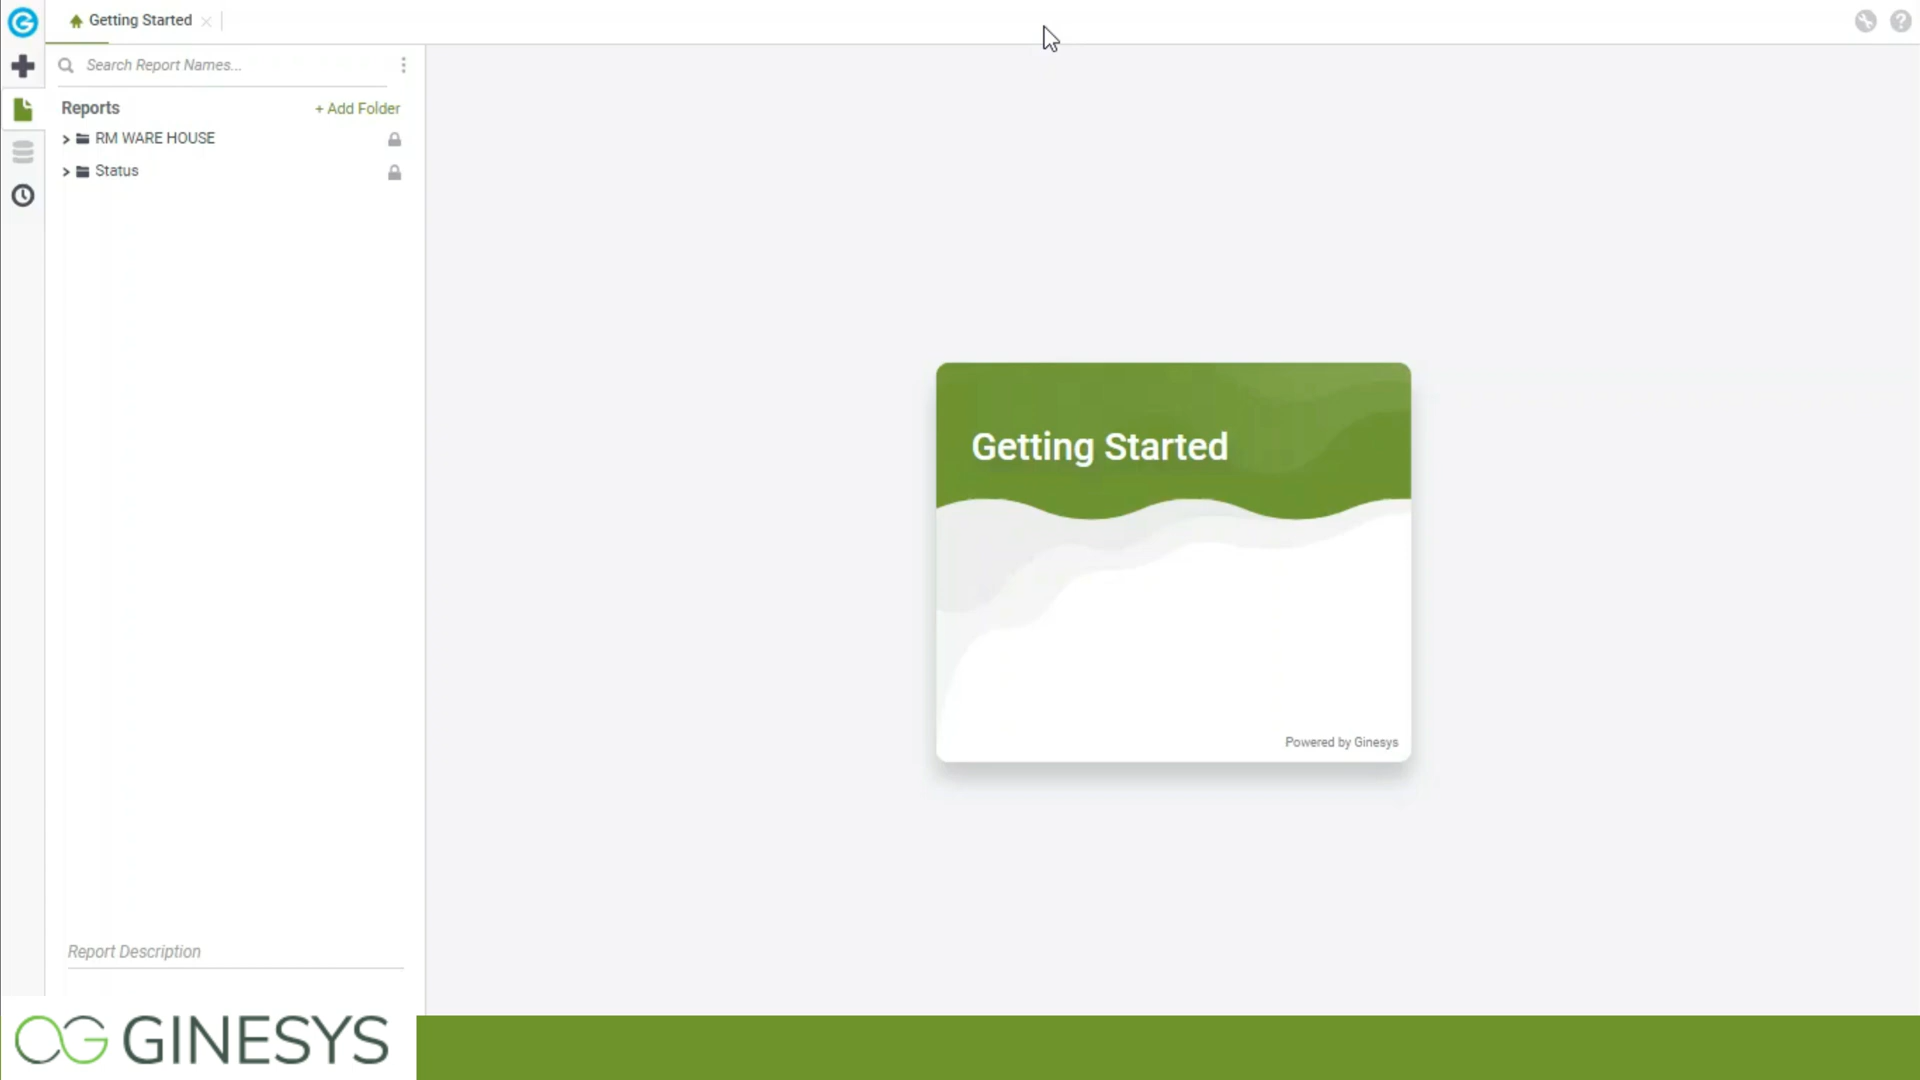 Getting Started
Search Report Names...
Reports
+ Add Folder
RM WARE HOUSE
Status
Getting Started
Powered by Ginesys
Report Description
GINESYS